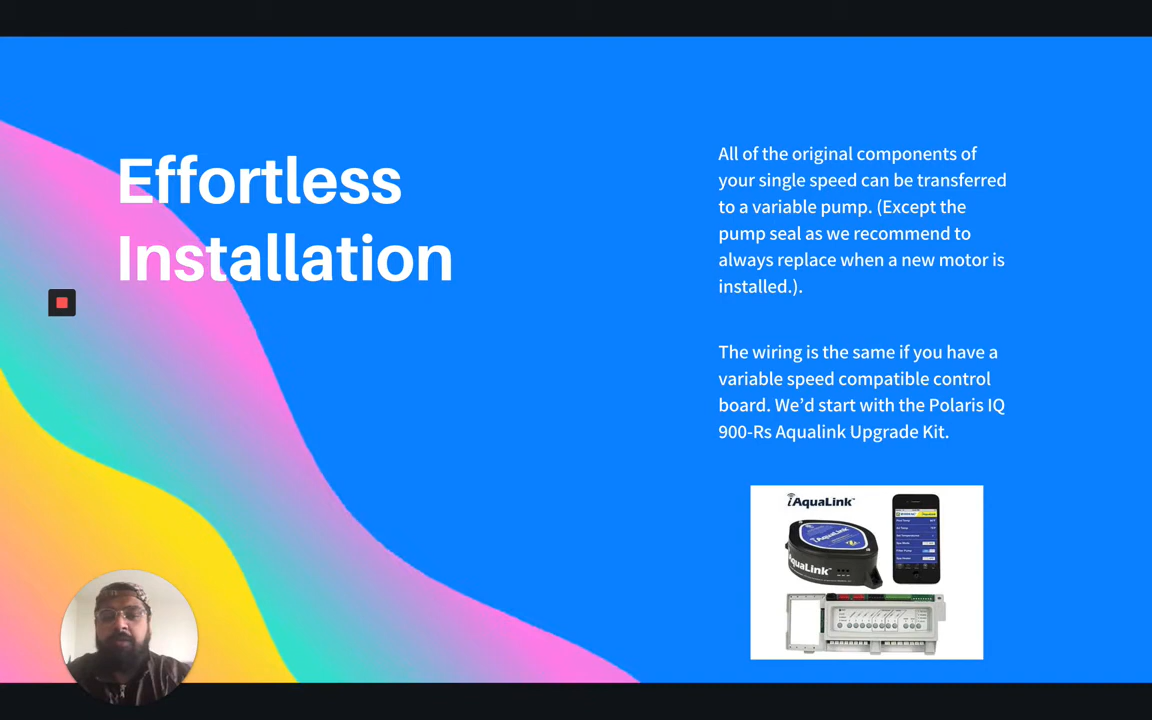 Effortless
Installation
All of the original components of
your single speed can be transferred
to a variable pump. (Except the
pump seal as we recommend to
always replace when a new motor is
installed.).
The wiring is the same if you have a
variable speed compatible control
board. We’d start with the Polaris IQ
900-Rs Aqualink Upgrade Kit.
iAquaLink™
iAquaLink
AquaLink